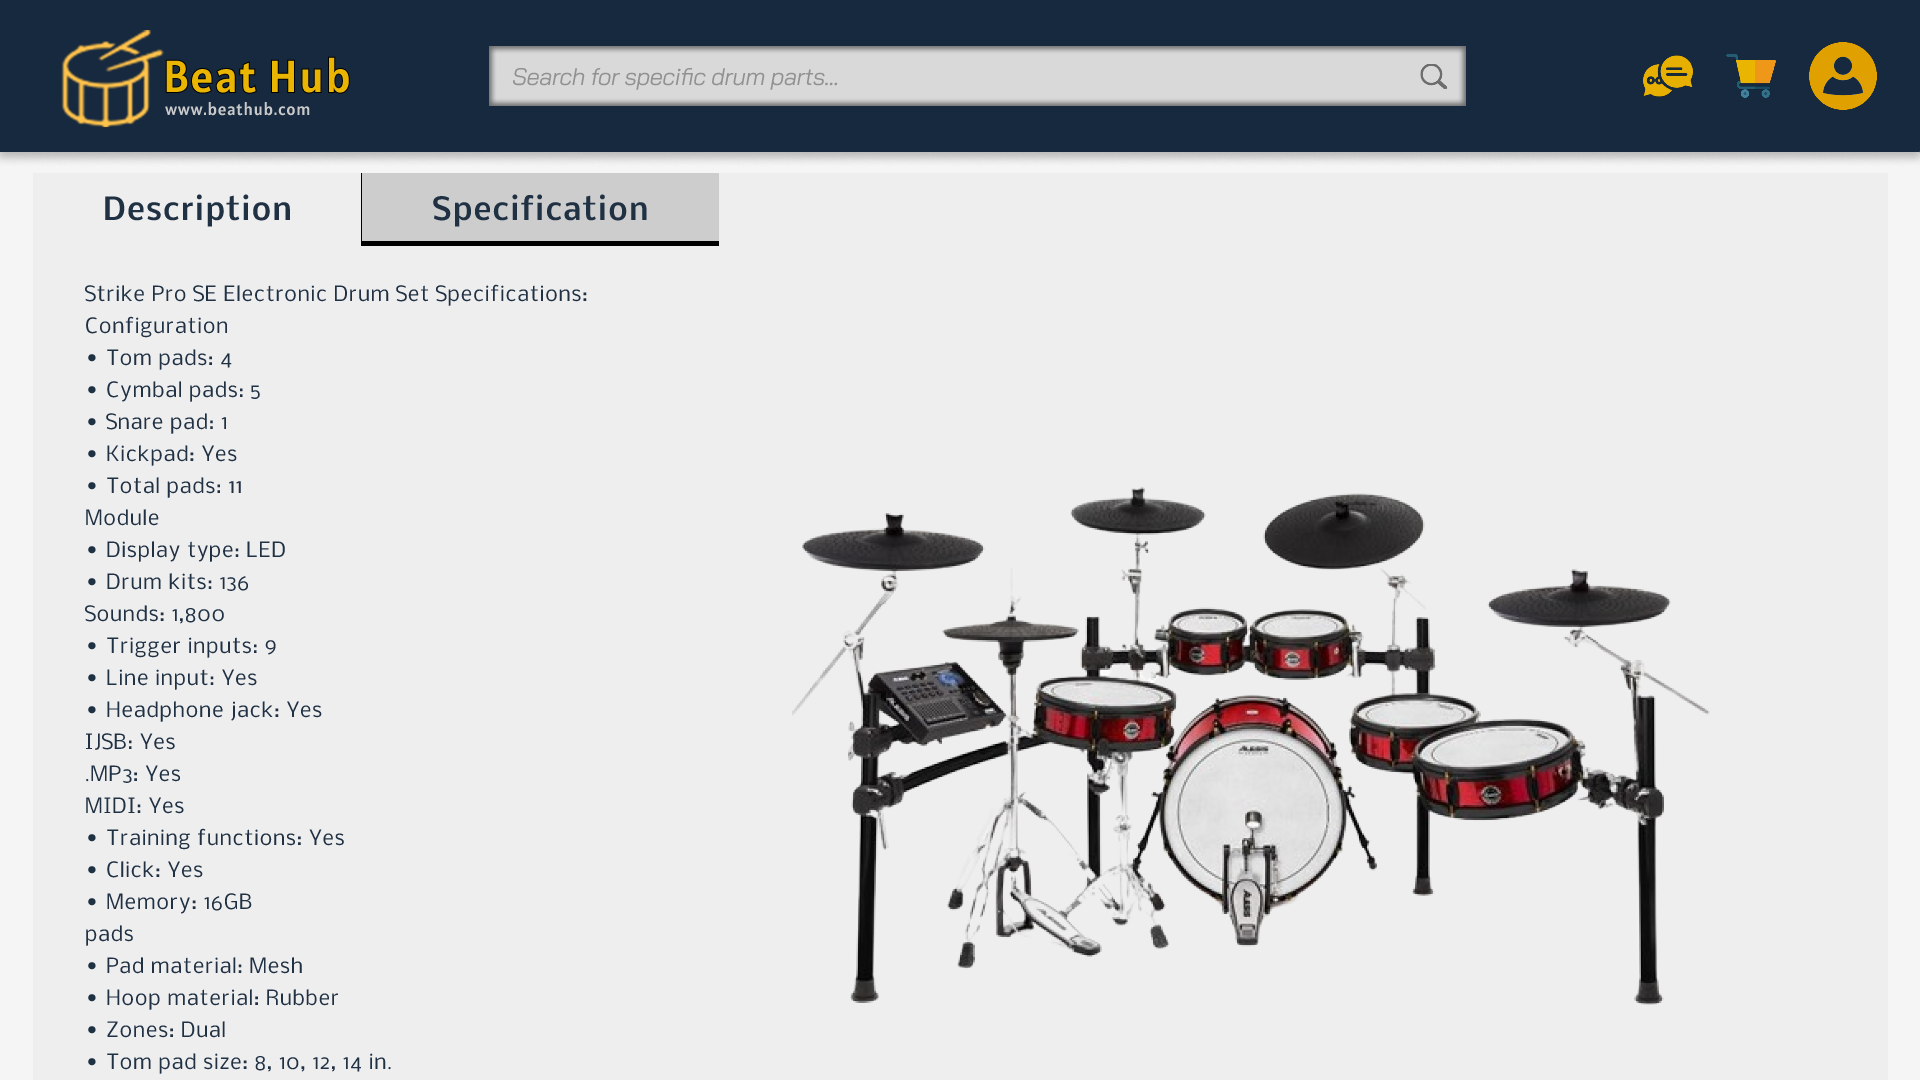 Beat Hub
www.beathub.com
Search for specific drum parts...
Description
Specification
Strike Pro SE Electronic Drum Set Specifications:
Configuration
• Tom pads: 4
• Cymbal pads: 5
• Snare pad: 1
• Kickpad: Yes
• Total pads: 11
Module
• Display type: LED
• Drum kits: 136
Sounds: 1,800
• Trigger inputs: 9
• Line input: Yes
• Headphone jack: Yes
IJSB: Yes
.MP3: Yes
MIDI: Yes
• Training functions: Yes
• Click: Yes
• Memory: 16GB
pads
• Pad material: Mesh
• Hoop material: Rubber
• Zones: Dual
• Tom pad size: 8, 10, 12, 14 in.
ALESIS
ALESIS